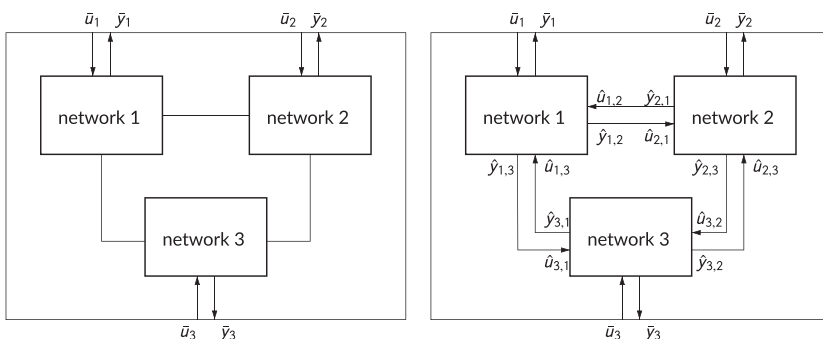 ū₁ ȳ₁ ū₂ ȳ₂
network 1 network 2
network 3
ū₃ ȳ₃
ū₁ ȳ₁ ū₂ ȳ₂
û₁,₂ ŷ₂,₁
network 1 network 2
ŷ₁,₂ û₂,₁
ŷ₁,₃ û₁,₃ ŷ₂,₃ û₂,₃
ŷ₃,₁ û₃,₂
network 3
û₃,₁ ŷ₃,₂
ū₃ ȳ₃